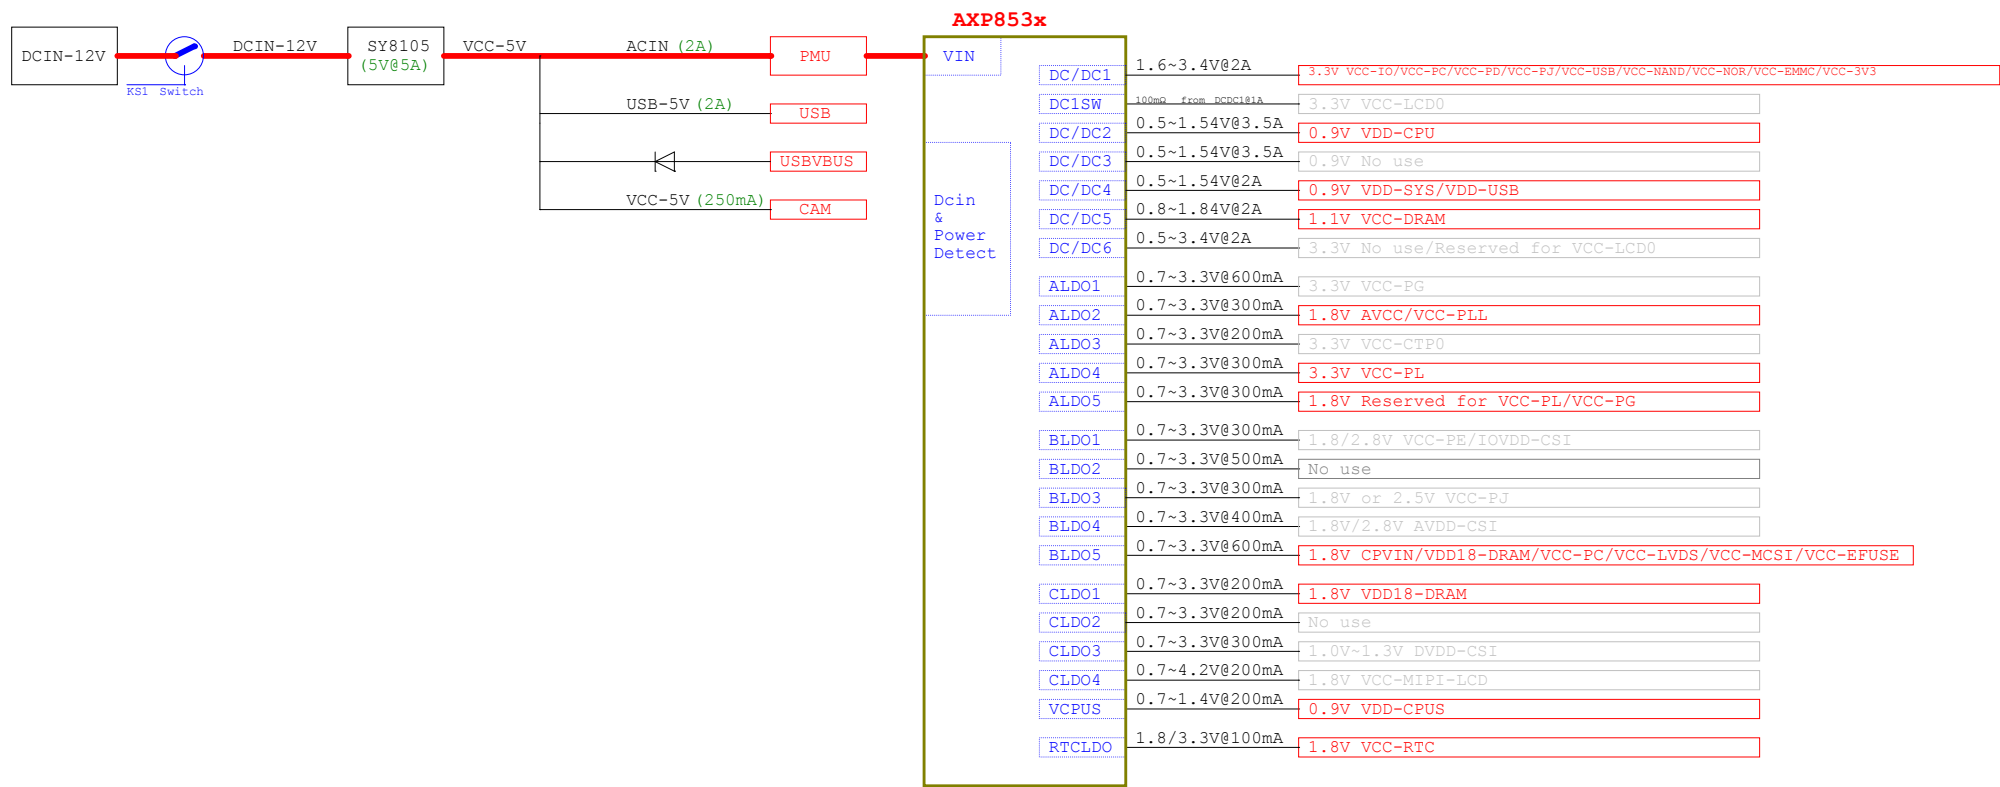 AXP853x
DCIN-12V
KS1 Switch
DCIN-12V
SY8105
(5V@5A)
VCC-5V
ACIN (2A)
PMU
USB-5V (2A)
USB
USBVBUS
VCC-5V (250mA)
CAM
VIN
Dcin
&
Power
Detect
DC/DC1 1.6~3.4V@2A 3.3V VCC-IO/VCC-PC/VCC-PD/VCC-PJ/VCC-USB/VCC-NAND/VCC-NOR/VCC-EMMC/VCC-3V3
DC1SW 100mΩ from DCDC1@1A 3.3V VCC-LCD0
DC/DC2 0.5~1.54V@3.5A 0.9V VDD-CPU
DC/DC3 0.5~1.54V@3.5A 0.9V No use
DC/DC4 0.5~1.54V@2A 0.9V VDD-SYS/VDD-USB
DC/DC5 0.8~1.84V@2A 1.1V VCC-DRAM
DC/DC6 0.5~3.4V@2A 3.3V No use/Reserved for VCC-LCD0
ALDO1 0.7~3.3V@600mA 3.3V VCC-PG
ALDO2 0.7~3.3V@300mA 1.8V AVCC/VCC-PLL
ALDO3 0.7~3.3V@200mA 3.3V VCC-CTP0
ALDO4 0.7~3.3V@300mA 3.3V VCC-PL
ALDO5 0.7~3.3V@300mA 1.8V Reserved for VCC-PL/VCC-PG
BLDO1 0.7~3.3V@300mA 1.8/2.8V VCC-PE/IOVDD-CSI
BLDO2 0.7~3.3V@500mA No use
BLDO3 0.7~3.3V@300mA 1.8V or 2.5V VCC-PJ
BLDO4 0.7~3.3V@400mA 1.8V/2.8V AVDD-CSI
BLDO5 0.7~3.3V@600mA 1.8V CPVIN/VDD18-DRAM/VCC-PC/VCC-LVDS/VCC-MCSI/VCC-EFUSE
CLDO1 0.7~3.3V@200mA 1.8V VDD18-DRAM
CLDO2 0.7~3.3V@200mA No use
CLDO3 0.7~3.3V@300mA 1.0V~1.3V DVDD-CSI
CLDO4 0.7~4.2V@200mA 1.8V VCC-MIPI-LCD
VCPUS 0.7~1.4V@200mA 0.9V VDD-CPUS
RTCLDO 1.8/3.3V@100mA 1.8V VCC-RTC